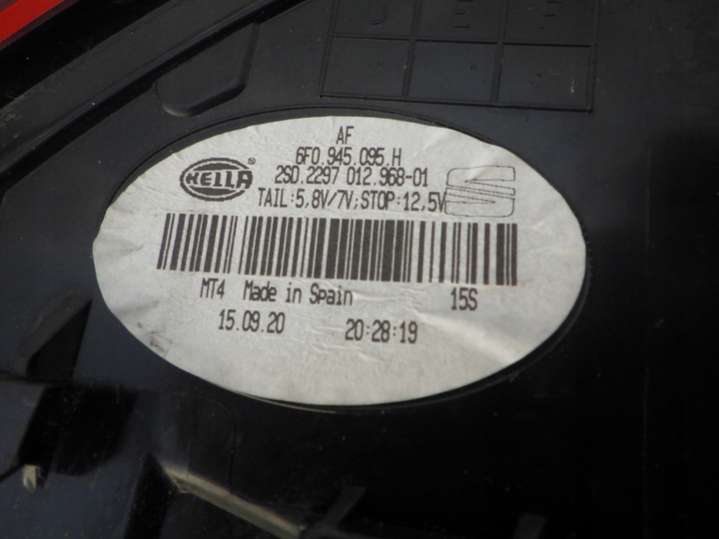 AF
6F0.945.095.H
HELLA ®
2SD.2297 012.968-01
TAIL:5.8V/7V;STOP:12,5V
S
MT4 Made in Spain 15S
15.09.20 20:28:19